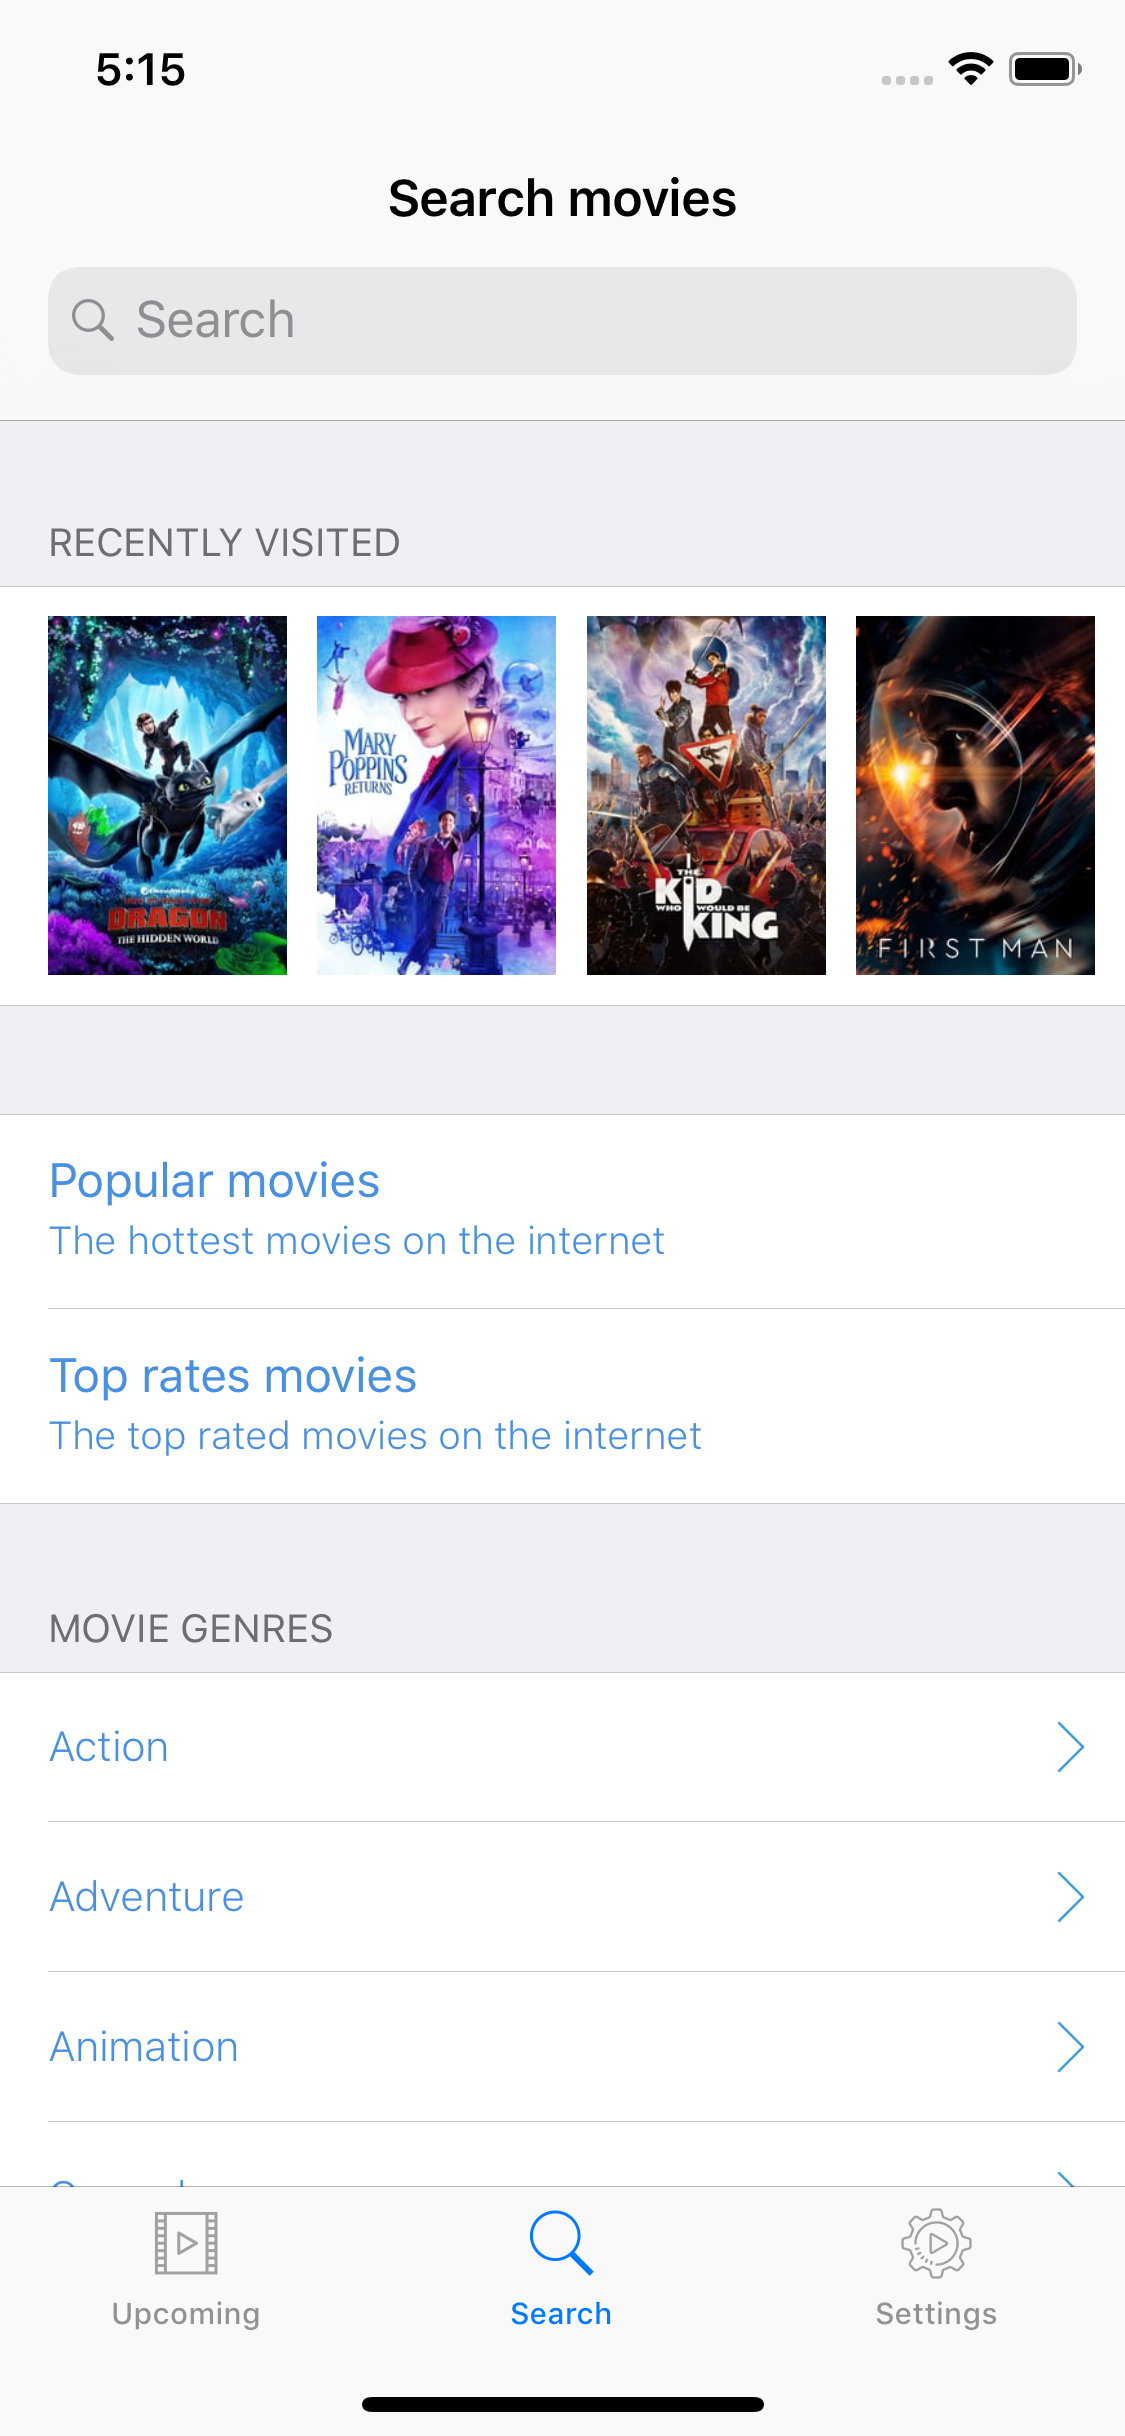 5:15
Search movies
Search
RECENTLY VISITED
DRAGON
THE HIDDEN WORLD
MARY
POPPINS
RETURNS
THE
KID
WHO WOULD BE
KING
FIRST MAN
Popular movies
The hottest movies on the internet
Top rates movies
The top rated movies on the internet
MOVIE GENRES
Action
Adventure
Animation
Upcoming
Search
Settings